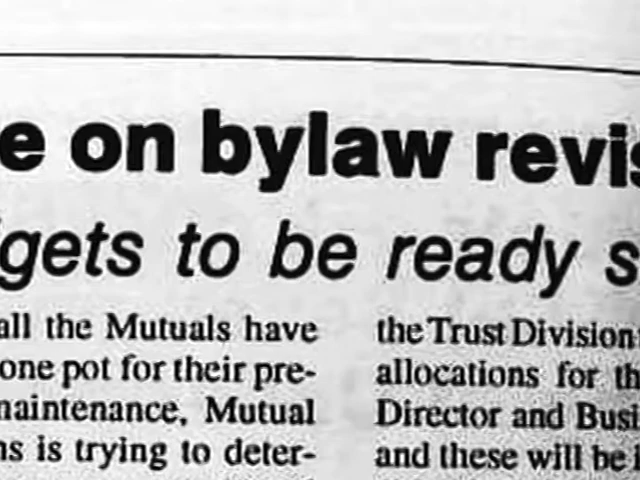 e on bylaw revis
gets to be ready s
all the Mutuals have
one pot for their pre-
maintenance, Mutual
ns is trying to deter-
the Trust Division
allocations for th
Director and Busi
and these will be i